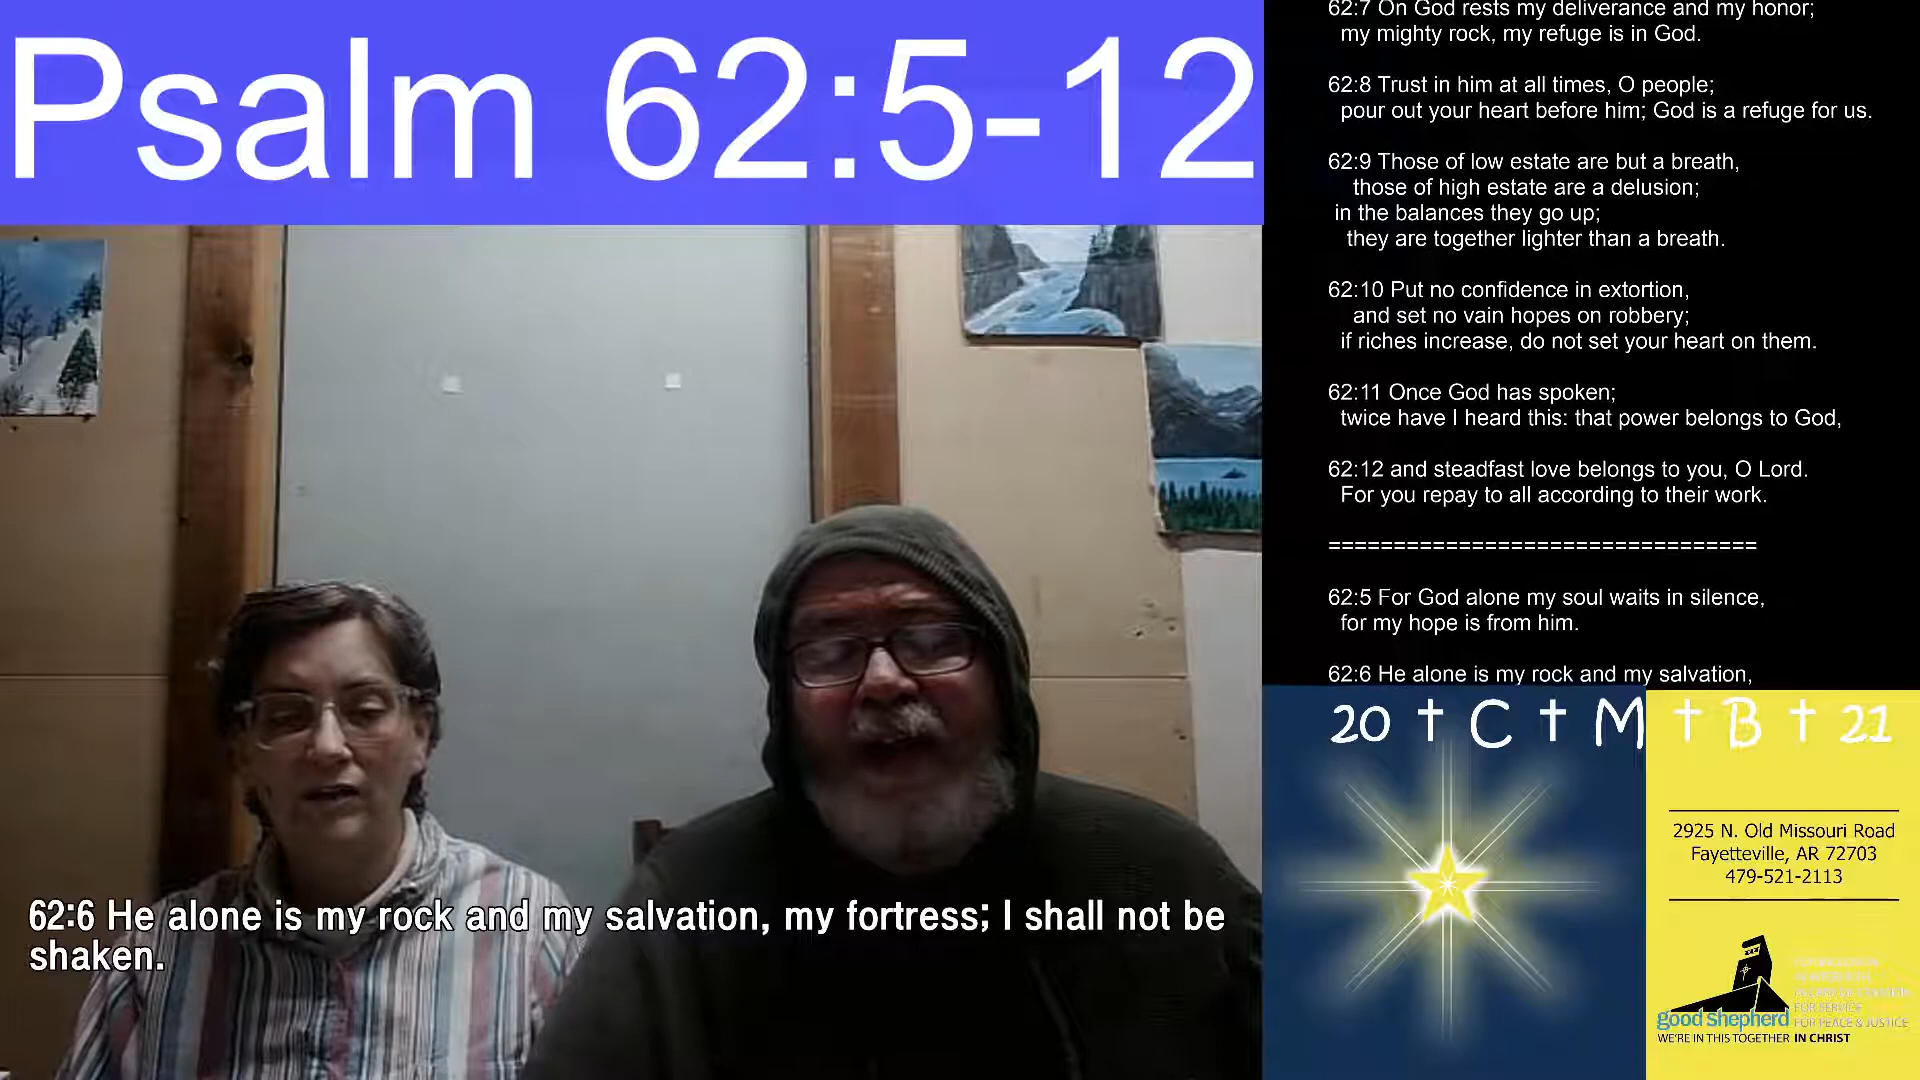 Psalm 62:5-12
62:7 On God rests my deliverance and my honor;
my mighty rock, my refuge is in God.
62:8 Trust in him at all times, O people;
pour out your heart before him; God is a refuge for us.
62:9 Those of low estate are but a breath,
those of high estate are a delusion;
in the balances they go up;
they are together lighter than a breath.
62:10 Put no confidence in extortion,
and set no vain hopes on robbery;
if riches increase, do not set your heart on them.
62:11 Once God has spoken;
twice have I heard this: that power belongs to God,
62:12 and steadfast love belongs to you, O Lord.
For you repay to all according to their work.
=================================
62:5 For God alone my soul waits in silence,
for my hope is from him.
62:6 He alone is my rock and my salvation,
62:6 He alone is my rock and my salvation, my fortress; I shall not be
shaken.
20 † C † M † B † 21
2925 N. Old Missouri Road
Fayetteville, AR 72703
479-521-2113
FOR SERVICE
good shepherd FOR PEACE & JUSTICE
WE'RE IN THIS TOGETHER IN CHRIST